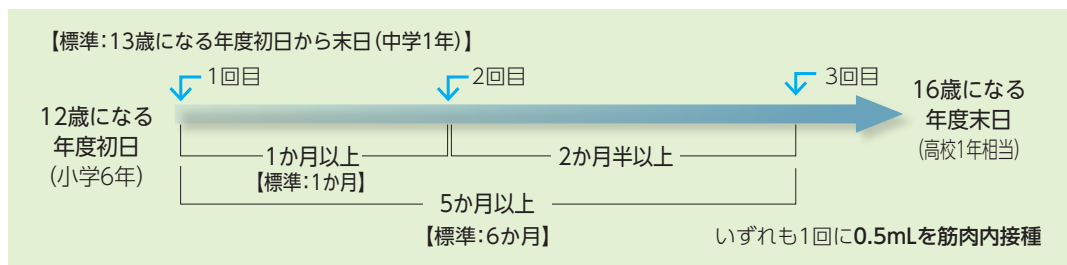 【標準:13歳になる年度初日から末日(中学1年)】
1回目
2回目
3回目
12歳になる
年度初日
(小学6年)
16歳になる
年度末日
(高校1年相当)
1か月以上
【標準:1か月】
2か月半以上
5か月以上
【標準:6か月】
いずれも1回に0.5mLを筋肉内接種